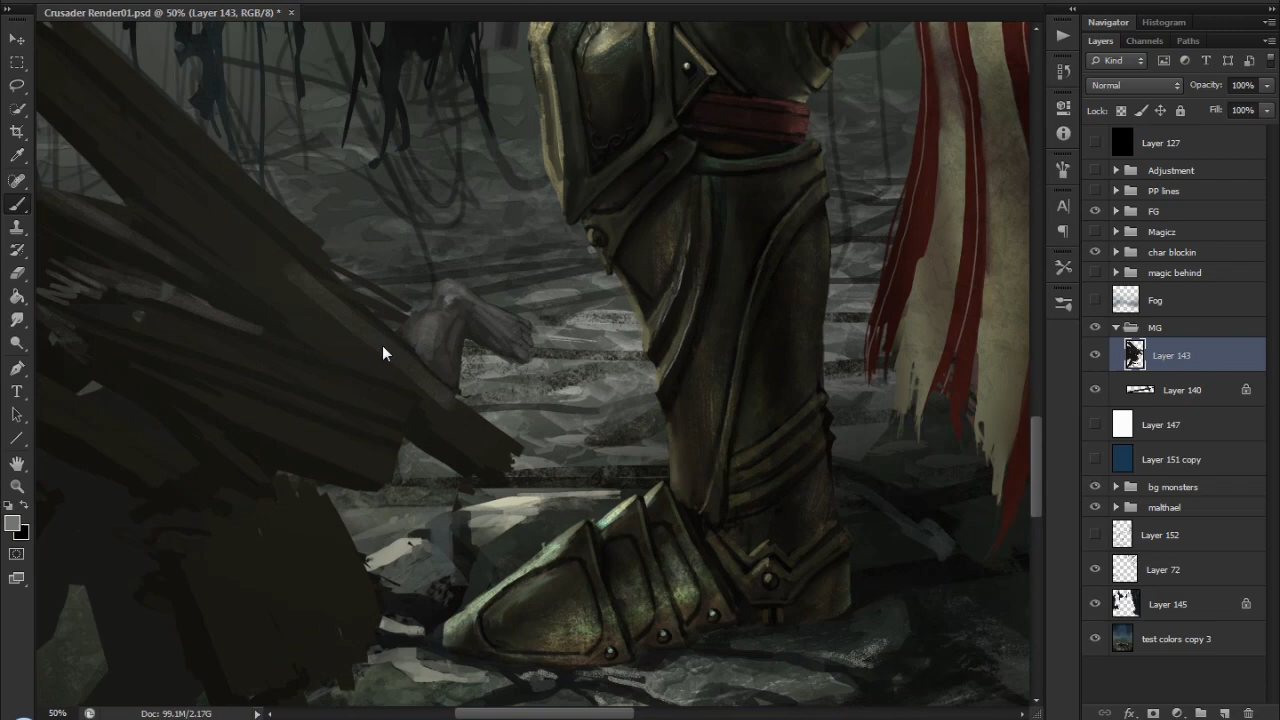 Crusader Render01.psd @ 50% (Layer 143, RGB/8) * ×
Navigator Histogram
Layers Channels Paths
Kind
Normal Opacity: 100%
Lock: Fill: 100%
Layer 127
Adjustment
PP lines
FG
Magicz
char blockin
magic behind
Fog
MG
Layer 143
Layer 140
Layer 147
Layer 151 copy
bg monsters
malthael
Layer 152
Layer 72
Layer 145
test colors copy 3
50% Doc: 99.1M/2.17G